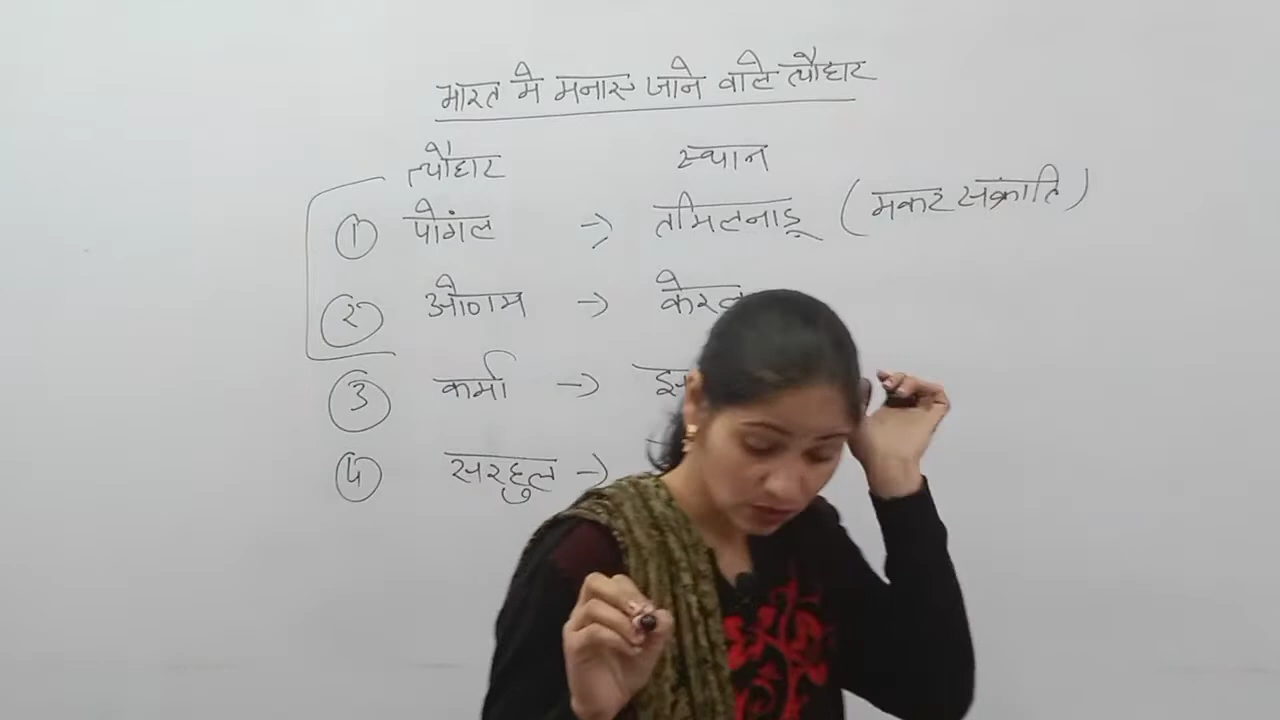 भारत मे मनाए जाने वाले त्यौहार
त्यौहार स्थान
① पोंगल → तमिलनाडू (मकर संक्राति)
② ओणम → केरल
③ कर्मा →
④ सरहुल →